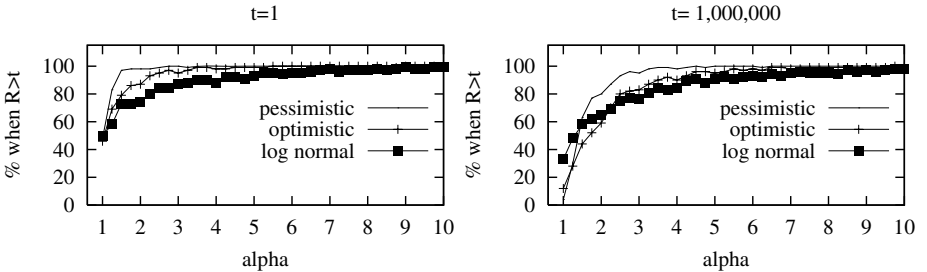 t=1
% when R>t
100
80
60
40
20
0
pessimistic
optimistic
log normal
1 2 3 4 5 6 7 8 9 10
alpha
t= 1,000,000
% when R>t
100
80
60
40
20
0
pessimistic
optimistic
log normal
1 2 3 4 5 6 7 8 9 10
alpha